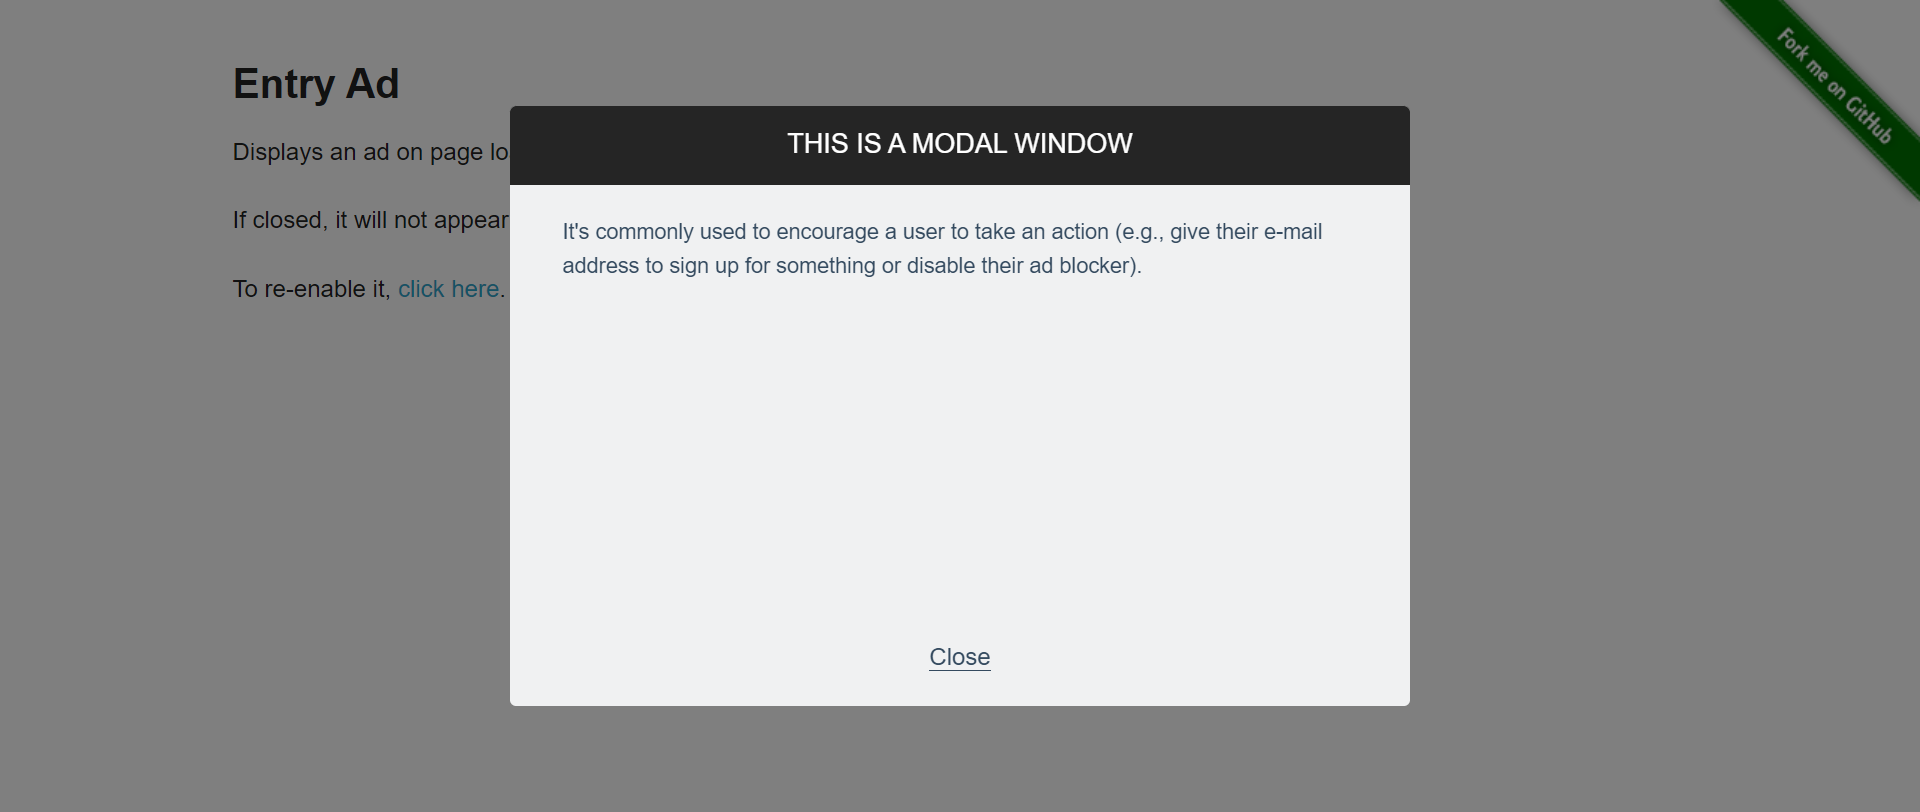 Entry Ad
Displays an ad on page lo
If closed, it will not appear
To re-enable it, click here.
THIS IS A MODAL WINDOW
It's commonly used to encourage a user to take an action (e.g., give their e-mail
address to sign up for something or disable their ad blocker).
Close
Fork me on GitHub